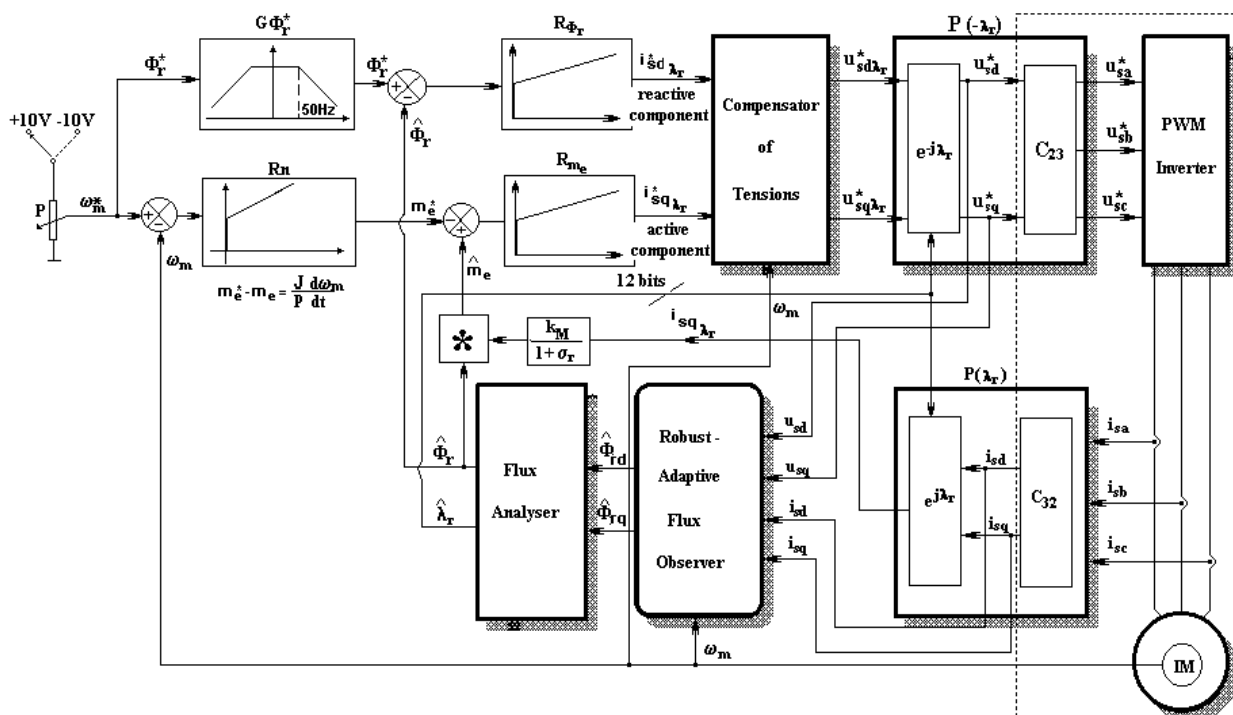 GΦr*
RΦr
P(-λr)
Φr*
50Hz
Φr*
+
-
Φ̂r
i*sdλr
reactive
component
Compensator
of
Tensions
u*sdλr
u*sqλr
e-jλr
u*sd
u*sq
C23
u*sa
u*sb
u*sc
PWM
Inverter
+10V -10V
P
ω*m
+
-
ωm
Rn
me*
-
+
m̂e
Rme
i*sqλr
active
component
12 bits
me* - me = J dωm
P dt
*
kM
1+σr
isqλr
ωm
P(λr)
Φ̂r
λ̂r
Flux
Analyser
Φ̂rd
Φ̂rq
Robust -
Adaptive
Flux
Observer
usd
usq
isd
isq
ejλr
isd
isq
C32
isa
isb
isc
ωm
IM